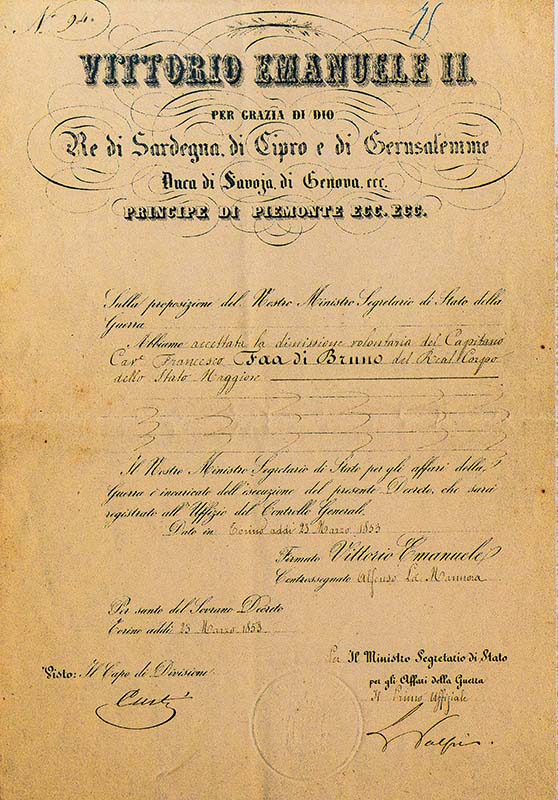 N° 94.
75
VITTORIO EMANUELE II.
PER GRAZIA DI DIO
Re di Sardegna, di Cipro e di Gerusalemme
Duca di Savoja, di Genova, ecc.
PRINCIPE DI PIEMONTE ECC. ECC.
Sulla proposizione del Nostro Ministro Segretario di Stato della
Guerra
Abbiamo accettata la dimissione volontaria del Capitano
Cav.e Francesco Faa di Bruno del Real Corpo
dello Stato Maggiore
Il Nostro Ministro Segretario di Stato per gli affari della
Guerra è incaricato dell'esecuzione del presente Decreto, che sarà
registrato all'Uffizio del Controllo Generale.
Dato in Torino addì 23 Marzo 1853
Firmato Vittorio Emanuele
Controssegnato Alfonso La Marmora
Per sunto del Sovrano Decreto
Torino addì 25 Marzo 1853
Per Il Ministro Segretario di Stato
per gli Affari della Guerra
Il Primo Uffiziale
Visto: Il Capo di Divisione